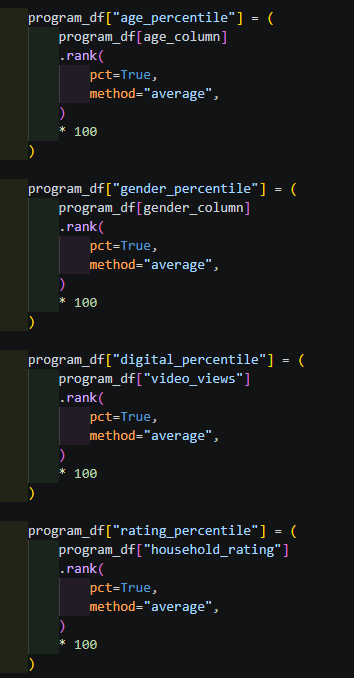 program_df["age_percentile"] = (
    program_df[age_column]
    .rank(
        pct=True,
        method="average",
    )
    * 100
)
program_df["gender_percentile"] = (
    program_df[gender_column]
    .rank(
        pct=True,
        method="average",
    )
    * 100
)
program_df["digital_percentile"] = (
    program_df["video_views"]
    .rank(
        pct=True,
        method="average",
    )
    * 100
)
program_df["rating_percentile"] = (
    program_df["household_rating"]
    .rank(
        pct=True,
        method="average",
    )
    * 100
)